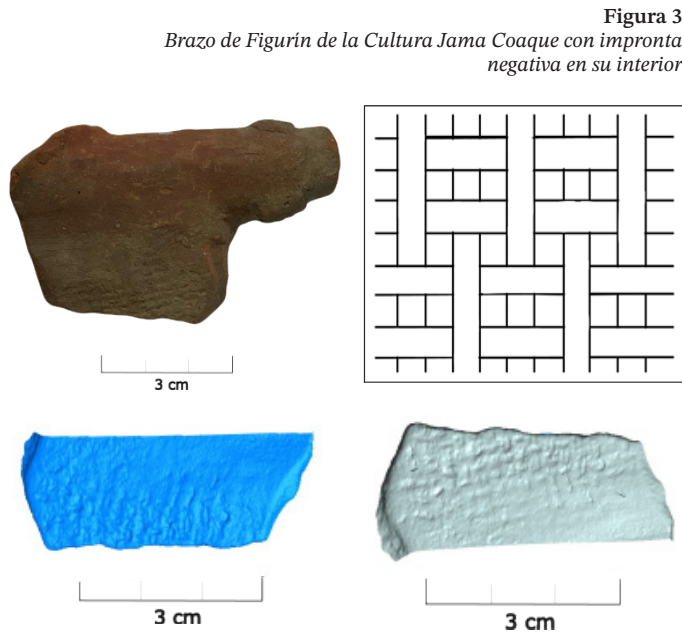 Figura 3
Brazo de Figurín de la Cultura Jama Coaque con impronta
negativa en su interior
3 cm
3 cm
3 cm